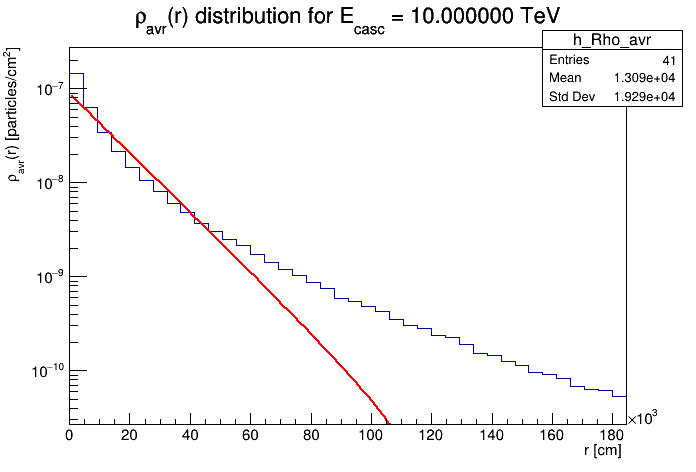 ρavr(r) distribution for Ecasc = 10.000000 TeV
h_Rho_avr
Entries 41
Mean 1.309e+04
Std Dev 1.929e+04
ρavr(r) [particles/cm²]
10⁻⁷
10⁻⁸
10⁻⁹
10⁻¹⁰
0 20 40 60 80 100 120 140 160 180
×10³
r [cm]